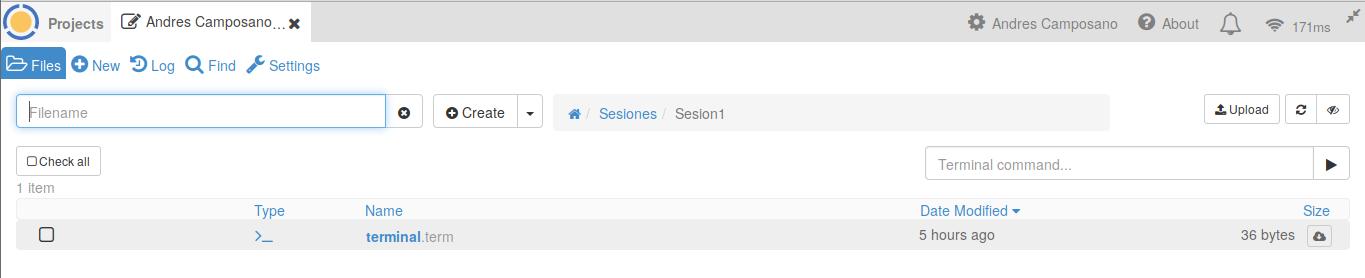 Projects Andres Camposano... Andres Camposano About 171ms
Files New Log Find Settings
Filename Create / Sesiones / Sesion1 Upload
Check all Terminal command...
1 item
Type Name Date Modified Size
>_ terminal.term 5 hours ago 36 bytes